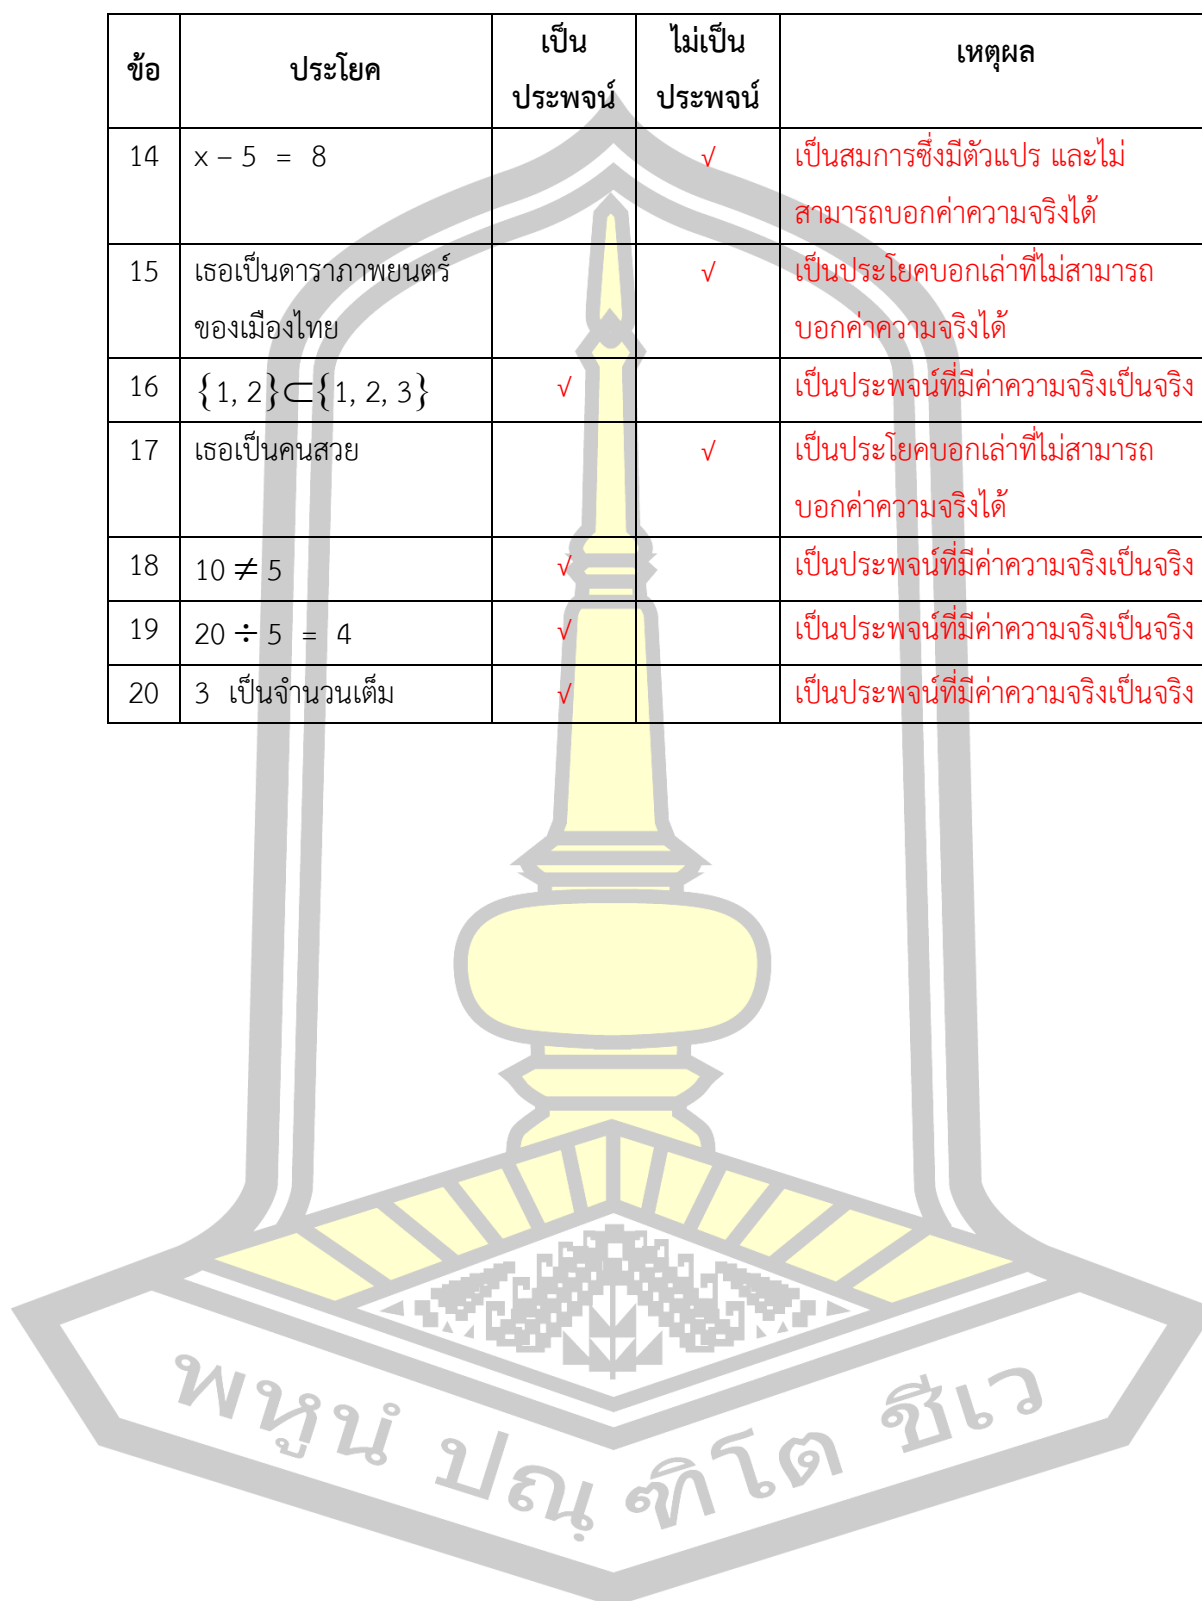 ข้อ ประโยค เป็น ประพจน์ ไม่เป็น ประพจน์ เหตุผล
14 x – 5 = 8 √ เป็นสมการซึ่งมีตัวแปร และไม่
สามารถบอกค่าความจริงได้
15 เธอเป็นดาราภาพยนตร์ √ เป็นประโยคบอกเล่าที่ไม่สามารถ
ของเมืองไทย บอกค่าความจริงได้
16 {1, 2}⊂{1, 2, 3} √ เป็นประพจน์ที่มีค่าความจริงเป็นจริง
17 เธอเป็นคนสวย √ เป็นประโยคบอกเล่าที่ไม่สามารถ
บอกค่าความจริงได้
18 10 ≠ 5 √ เป็นประพจน์ที่มีค่าความจริงเป็นจริง
19 20 ÷ 5 = 4 √ เป็นประพจน์ที่มีค่าความจริงเป็นจริง
20 3 เป็นจำนวนเต็ม √ เป็นประพจน์ที่มีค่าความจริงเป็นจริง
พหูนํ ปณฺฑิโต ชีเว